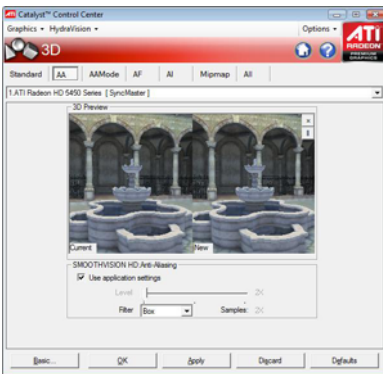 ATI Catalyst™ Control Center
Graphics HydraVision Options
3D
ATI
RADEON
PREMIUM
GRAPHICS
Standard AA AAMode AF AI Mipmap All
1.ATI Radeon HD 5450 Series [ SyncMaster ]
3D Preview
Current New
SMOOTHVISION HD:Anti-Aliasing
Use application settings
Level 2X
Filter Box Samples: 2X
Basic... OK Apply Discard Defaults